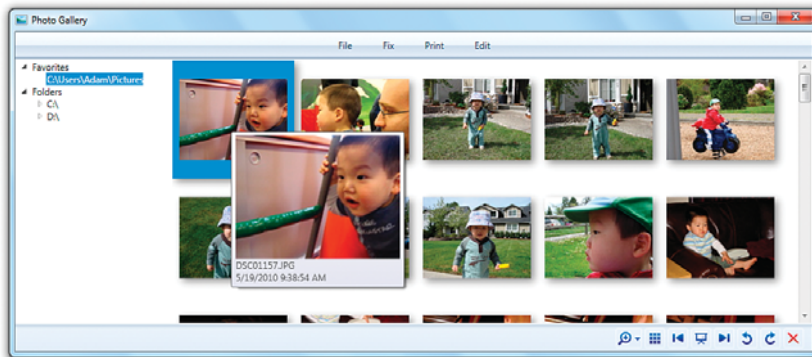 Photo Gallery
File Fix Print Edit
Favorites
C:\Users\Adam\Pictures
Folders
C:\
D:\
DSC01157.JPG
5/19/2010 9:38:54 AM